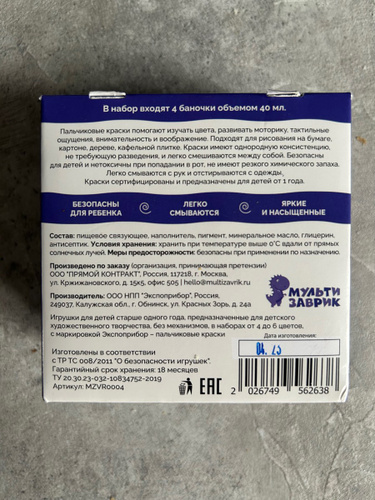 В набор входят 4 баночки объемом 40 мл.
Пальчиковые краски помогают изучать цвета, развивать моторику, тактильные
ощущения, внимательность и воображение. Подходят для рисования на бумаге,
картоне, дереве, кафельной плитке. Краски имеют однородную консистенцию,
не требующую разведения, и легко смешиваются между собой. Безопасны
для детей и нетоксичны при попадании в рот, не имеют резкого химического запаха.
Легко смываются с рук и отстирываются с одежды.
Краски сертифицированы и предназначены для детей от 1 года.
БЕЗОПАСНЫ
ДЛЯ РЕБЕНКА
ЛЕГКО
СМЫВАЮТСЯ
ЯРКИЕ
И НАСЫЩЕННЫЕ
Состав: пищевое связующее, наполнитель, пигмент, минеральное масло, глицерин,
антисептик. Условия хранения: хранить при температуре выше 0°С вдали от прямых
солнечных лучей. Меры предосторожности: безопасны при применении по назначению.
Произведено по заказу (организация, принимающая претензии)
ООО "ПРЯМОЙ КОНТАКТ", Россия, 117218, г. Москва,
ул. Кржижановского, д. 15к5, офис 505 | hello@multizavrik.ru
Производитель: ООО НПП "Экспоприбор", Россия,
249037, Калужская обл., г. Обнинск, ул. Красных Зорь, д. 24а
МУЛЬТИ
ЗАВРИК
Игрушки для детей старше одного года, предназначенные для детского
художественного творчества, без механизмов, в наборах от 4 до 6 цветов,
с маркировкой Экспоприбор – пальчиковые краски
Дата изготовления:
Изготовлены в соответствии
с ТР ТС 008/2011 "О безопасности игрушек".
Гарантийный срок хранения: 18 месяцев
ТУ 20.30.23-032-10834752-2019
Артикул: MZVR0004
EAC
2 026749 562638